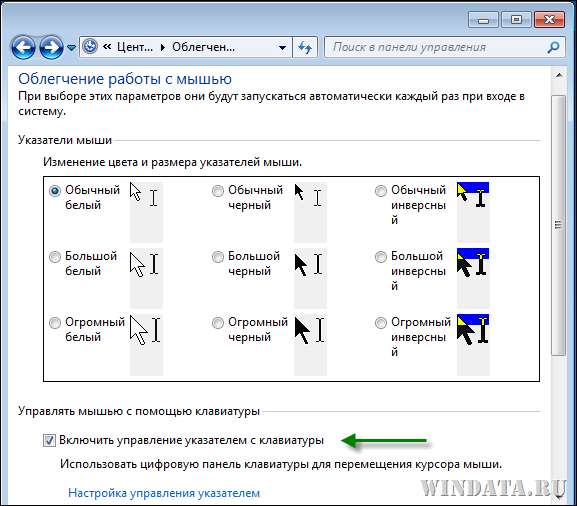 « Цент... Облегчен...
Поиск в панели управления
Облегчение работы с мышью
При выборе этих параметров они будут запускаться автоматически каждый раз при входе в
систему.
Указатели мыши
Изменение цвета и размера указателей мыши.
Обычный
белый
Обычный
черный
Обычный
инверсны
й
Большой
белый
Большой
черный
Большой
инверсны
й
Огромный
белый
Огромный
черный
Огромный
инверсны
й
Управлять мышью с помощью клавиатуры
Включить управление указателем с клавиатуры
Использовать цифровую панель клавиатуры для перемещения курсора мыши.
Настройка управления указателем
WINDATA.RU